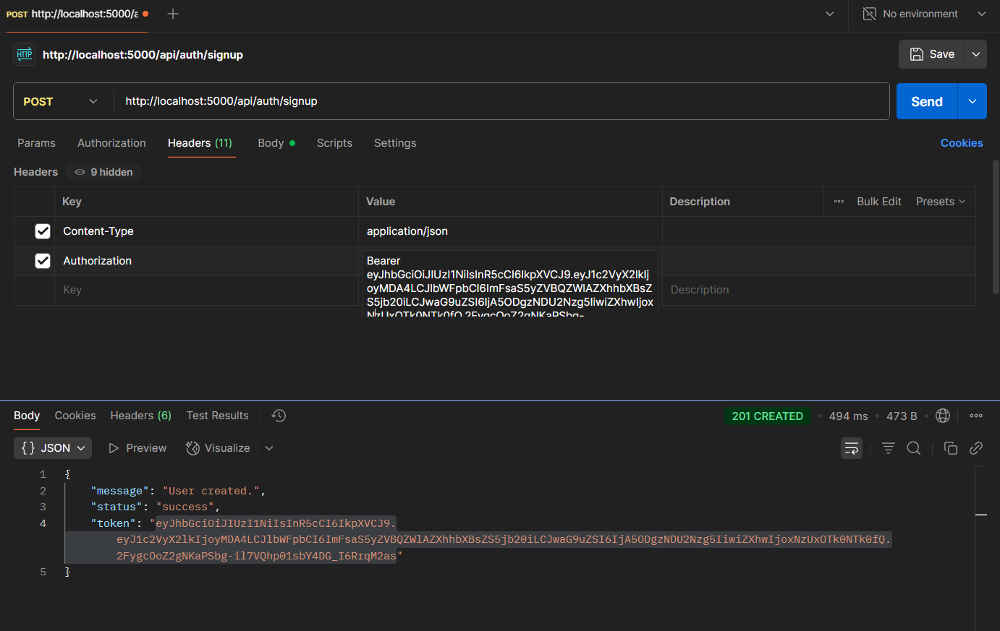 POST http://localhost:5000/a
No environment
HTTP http://localhost:5000/api/auth/signup
Save
POST http://localhost:5000/api/auth/signup
Send
Params Authorization Headers (11) Body Scripts Settings Cookies
Headers 9 hidden
Key Value Description Bulk Edit Presets
Content-Type application/json
Authorization Bearer
eyJhbGciOiJIUzI1NiIsInR5cCI6IkpXVCJ9.eyJ1c2VyX2lkIj
oyMDA4LCJlbWFpbCI6ImFsaS5yZVBQZWlAZXhhbXBsZ
S5jb20iLCJwaG9uZSI6IjA5ODgzNDU2Nzg5IiwiZXhwIjox
NzUxOTk0NTk0fQ.2FygcOoZ2gNKaPSbg-
Key Description
Body Cookies Headers (6) Test Results 201 CREATED 494 ms 473 B
{} JSON Preview Visualize
1 {
2 "message": "User created.",
3 "status": "success",
4 "token": "eyJhbGciOiJIUzI1NiIsInR5cCI6IkpXVCJ9.
eyJ1c2VyX2lkIjoyMDA4LCJlbWFpbCI6ImFsaS5yZVBQZWlAZXhhbXBsZS5jb20iLCJwaG9uZSI6IjA5ODgzNDU2Nzg5IiwiZXhwIjoxNzUxOTk0NTk0fQ.
2FygcOoZ2gNKaPSbg-il7VQhp01sbY4DG_I6RrqM2as"
5 }